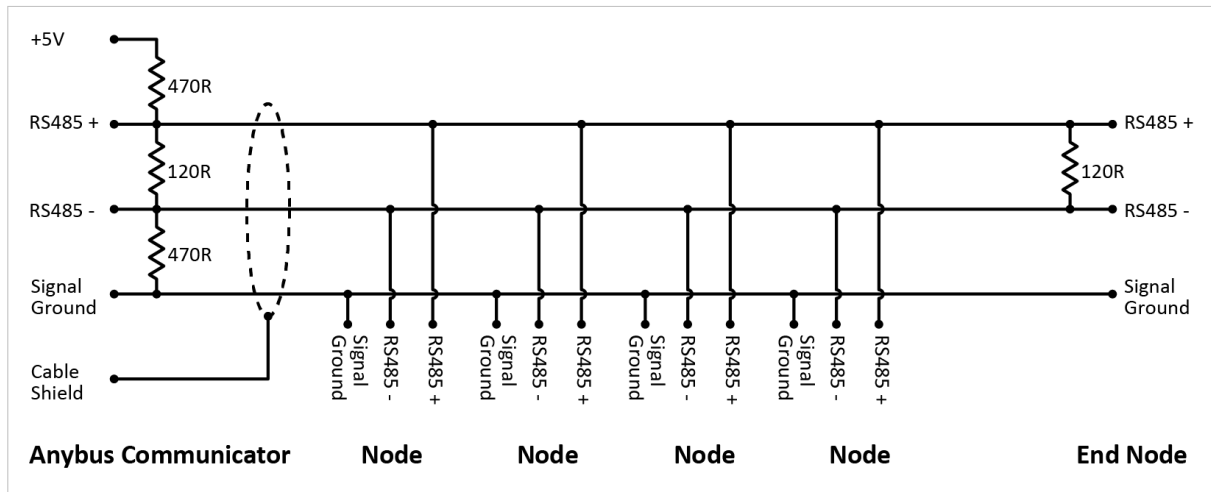 +5V
470R
RS485 +
RS485 +
120R
120R
RS485 -
RS485 -
470R
Signal
Ground
Signal
Ground
Cable
Shield
Signal
Ground
RS485 -
RS485 +
Signal
Ground
RS485 -
RS485 +
Signal
Ground
RS485 -
RS485 +
Signal
Ground
RS485 -
RS485 +
Anybus Communicator
Node
Node
Node
Node
End Node